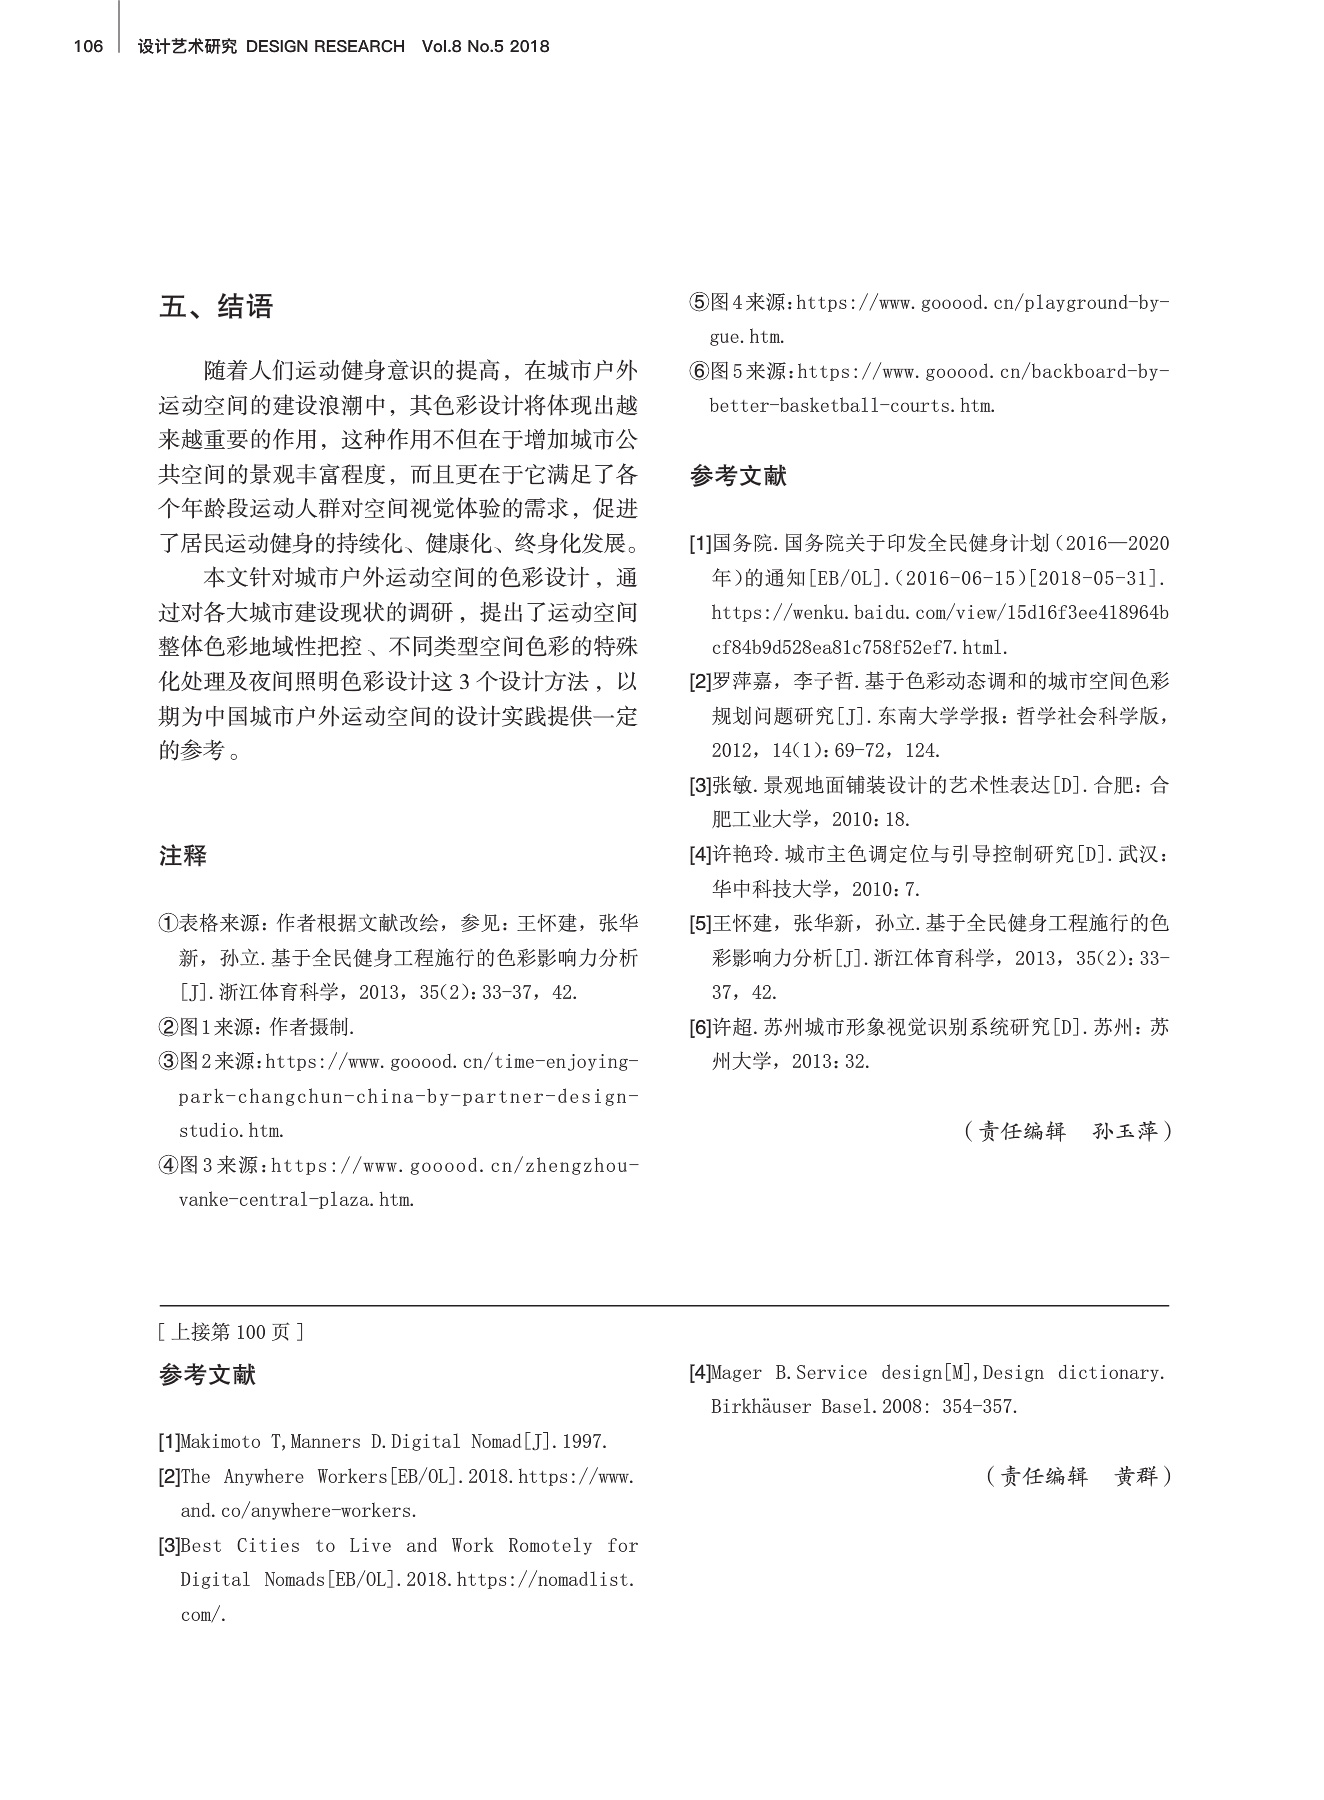 106 设计艺术研究 DESIGN RESEARCH Vol.8 No.5 2018
五、结语
随着人们运动健身意识的提高，在城市户外
运动空间的建设浪潮中，其色彩设计将体现出越
来越重要的作用，这种作用不但在于增加城市公
共空间的景观丰富程度，而且更在于它满足了各
个年龄段运动人群对空间视觉体验的需求，促进
了居民运动健身的持续化、健康化、终身化发展。
本文针对城市户外运动空间的色彩设计，通
过对各大城市建设现状的调研，提出了运动空间
整体色彩地域性把控、不同类型空间色彩的特殊
化处理及夜间照明色彩设计这 3 个设计方法，以
期为中国城市户外运动空间的设计实践提供一定
的参考。
注释
①表格来源：作者根据文献改绘，参见：王怀建，张华
新，孙立.基于全民健身工程施行的色彩影响力分析
[J].浙江体育科学，2013，35(2)：33-37，42.
②图1来源：作者摄制.
③图2来源：https://www.gooood.cn/time-enjoying-
park-changchun-china-by-partner-design-
studio.htm.
④图3来源：https://www.gooood.cn/zhengzhou-
vanke-central-plaza.htm.
⑤图4来源：https://www.gooood.cn/playground-by-
gue.htm.
⑥图5来源：https://www.gooood.cn/backboard-by-
better-basketball-courts.htm.
参考文献
[1]国务院.国务院关于印发全民健身计划（2016—2020
年)的通知[EB/OL].(2016-06-15)[2018-05-31].
https://wenku.baidu.com/view/15d16f3ee418964b
cf84b9d528ea81c758f52ef7.html.
[2]罗萍嘉，李子哲.基于色彩动态调和的城市空间色彩
规划问题研究[J].东南大学学报：哲学社会科学版，
2012，14(1)：69-72，124.
[3]张敏.景观地面铺装设计的艺术性表达[D].合肥：合
肥工业大学，2010：18.
[4]许艳玲.城市主色调定位与引导控制研究[D].武汉：
华中科技大学，2010：7.
[5]王怀建，张华新，孙立.基于全民健身工程施行的色
彩影响力分析[J].浙江体育科学，2013，35(2)：33-
37，42.
[6]许超.苏州城市形象视觉识别系统研究[D].苏州：苏
州大学，2013：32.
（责任编辑 孙玉萍）
[ 上接第 100 页 ]
参考文献
[1]Makimoto T,Manners D.Digital Nomad[J].1997.
[2]The Anywhere Workers[EB/OL].2018.https://www.
and.co/anywhere-workers.
[3]Best Cities to Live and Work Romotely for
Digital Nomads[EB/OL].2018.https://nomadlist.
com/.
[4]Mager B.Service design[M],Design dictionary.
Birkhäuser Basel.2008: 354-357.
（责任编辑 黄群）